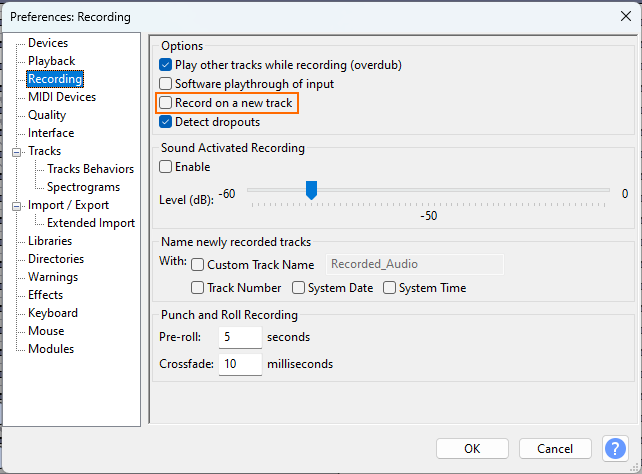 Preferences: Recording
Devices
Playback
Recording
MIDI Devices
Quality
Interface
Tracks
Tracks Behaviors
Spectrograms
Import / Export
Extended Import
Libraries
Directories
Warnings
Effects
Keyboard
Mouse
Modules
Options
Play other tracks while recording (overdub)
Software playthrough of input
Record on a new track
Detect dropouts
Sound Activated Recording
Enable
Level (dB): -60 0
-50
Name newly recorded tracks
With: Custom Track Name Recorded_Audio
Track Number System Date System Time
Punch and Roll Recording
Pre-roll: 5 seconds
Crossfade: 10 milliseconds
OK Cancel ?